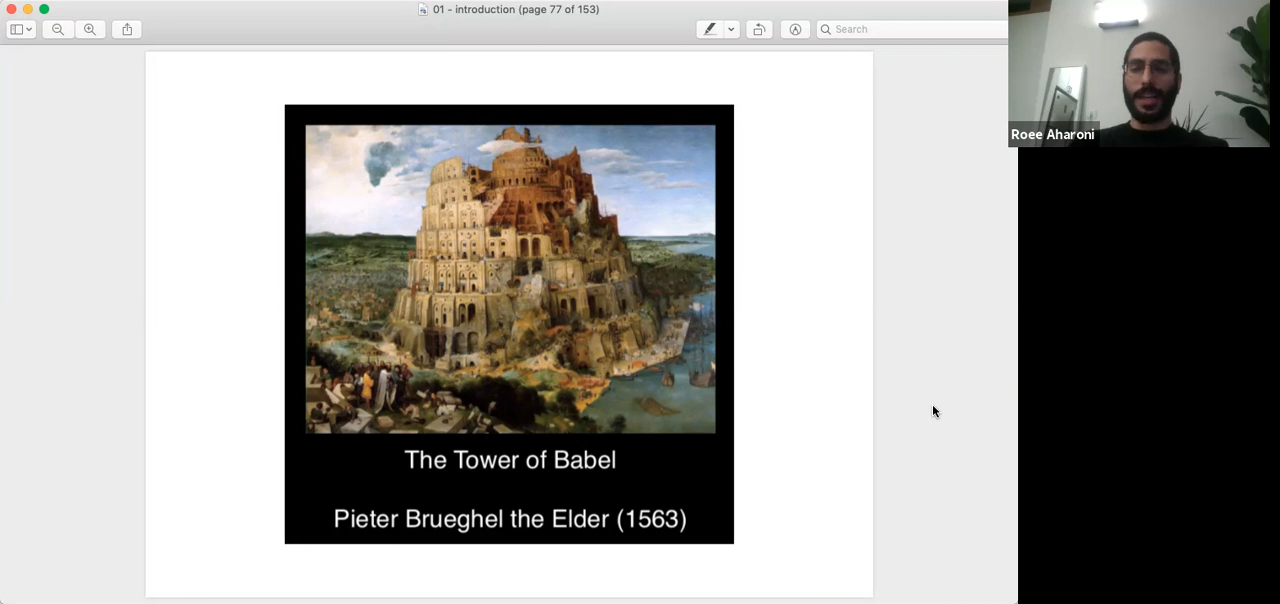 01 - introduction (page 77 of 153)
Search
Roee Aharoni
The Tower of Babel
Pieter Brueghel the Elder (1563)